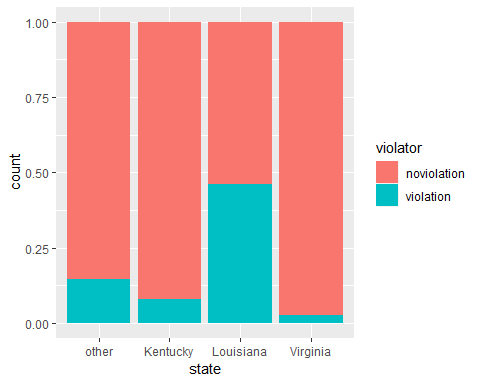 1.00
0.75
0.50
0.25
0.00
count
other Kentucky Louisiana Virginia
state
violator
noviolation
violation